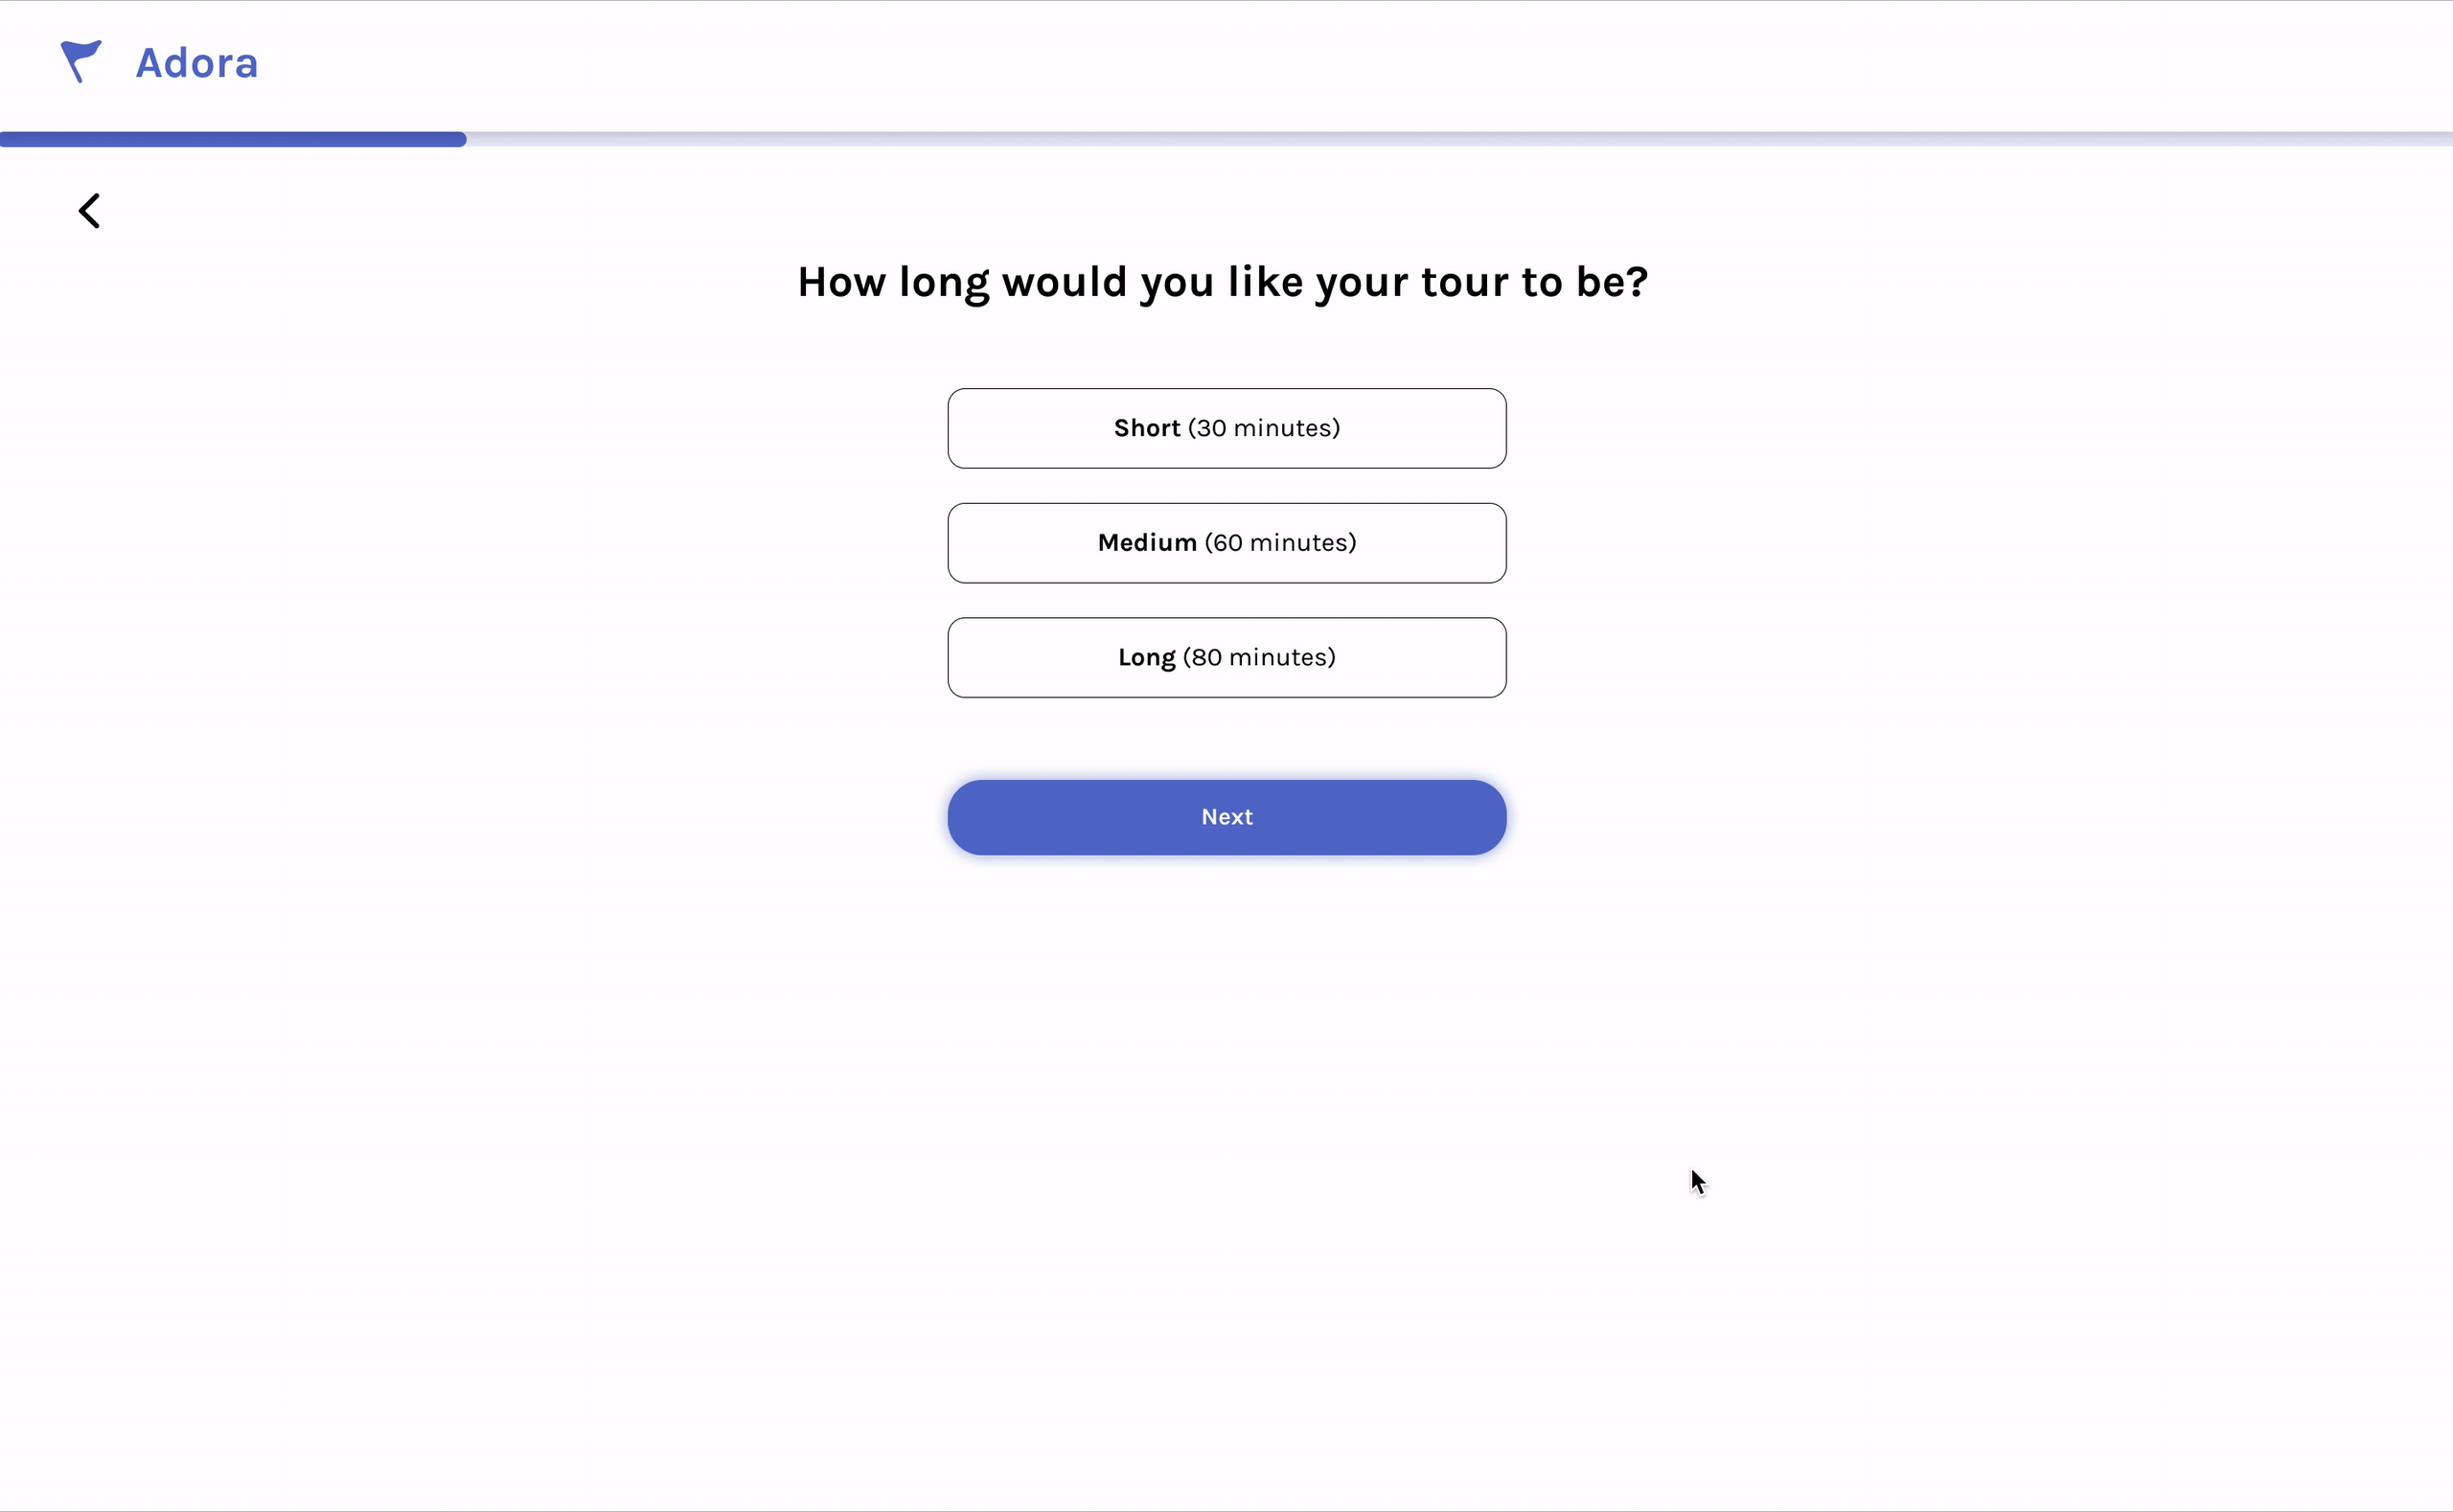 Adora
How long would you like your tour to be?
Short (30 minutes)
Medium (60 minutes)
Long (80 minutes)
Next